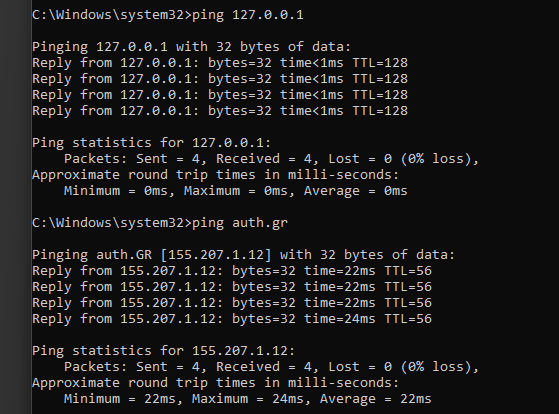 C:\Windows\system32>ping 127.0.0.1
Pinging 127.0.0.1 with 32 bytes of data:
Reply from 127.0.0.1: bytes=32 time<1ms TTL=128
Reply from 127.0.0.1: bytes=32 time<1ms TTL=128
Reply from 127.0.0.1: bytes=32 time<1ms TTL=128
Reply from 127.0.0.1: bytes=32 time<1ms TTL=128
Ping statistics for 127.0.0.1:
    Packets: Sent = 4, Received = 4, Lost = 0 (0% loss),
Approximate round trip times in milli-seconds:
    Minimum = 0ms, Maximum = 0ms, Average = 0ms
C:\Windows\system32>ping auth.gr
Pinging auth.GR [155.207.1.12] with 32 bytes of data:
Reply from 155.207.1.12: bytes=32 time=22ms TTL=56
Reply from 155.207.1.12: bytes=32 time=22ms TTL=56
Reply from 155.207.1.12: bytes=32 time=22ms TTL=56
Reply from 155.207.1.12: bytes=32 time=24ms TTL=56
Ping statistics for 155.207.1.12:
    Packets: Sent = 4, Received = 4, Lost = 0 (0% loss),
Approximate round trip times in milli-seconds:
    Minimum = 22ms, Maximum = 24ms, Average = 22ms